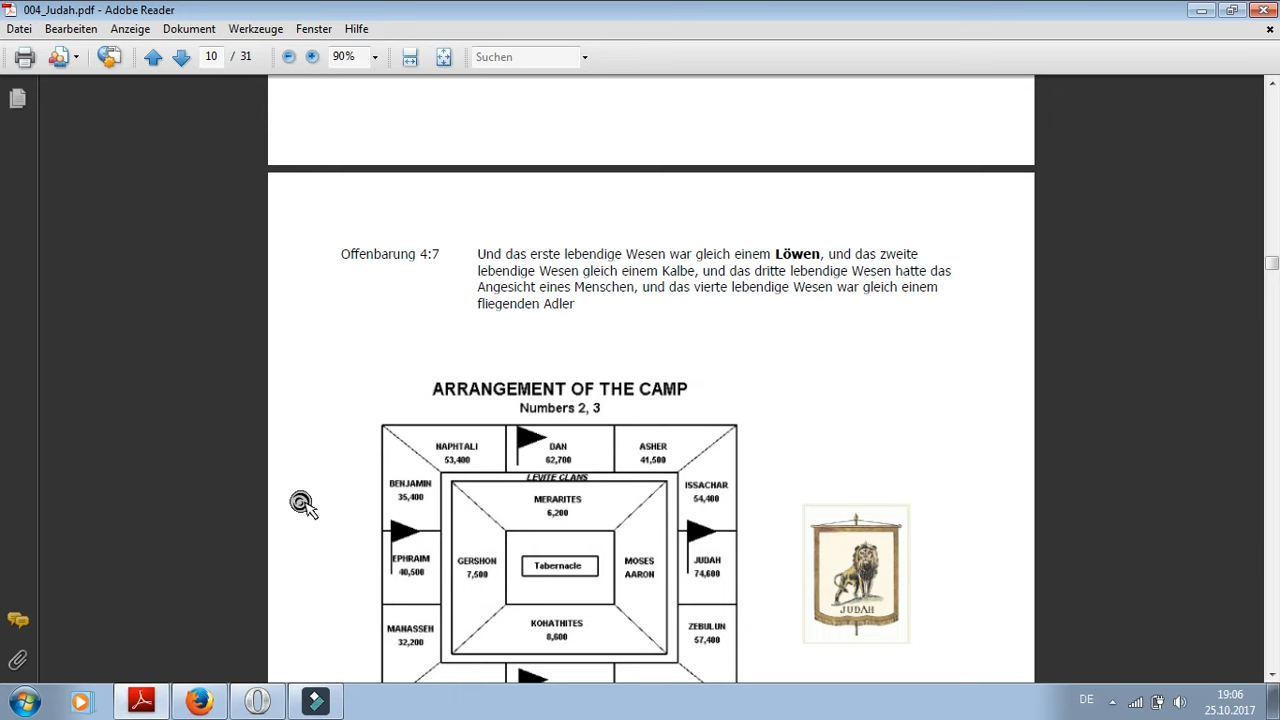 004_Judah.pdf - Adobe Reader
Datei Bearbeiten Anzeige Dokument Werkzeuge Fenster Hilfe
10 / 31 90% Suchen
Offenbarung 4:7 Und das erste lebendige Wesen war gleich einem Löwen, und das zweite
lebendige Wesen gleich einem Kalbe, und das dritte lebendige Wesen hatte das
Angesicht eines Menschen, und das vierte lebendige Wesen war gleich einem
fliegenden Adler
ARRANGEMENT OF THE CAMP
Numbers 2, 3
NAPHTALI
53,400
DAN
62,700
ASHER
41,500
LEVITE CLANS
BENJAMIN
35,400
MERARITES
6,200
ISSACHAR
54,400
EPHRAIM
40,500
GERSHON
7,500
Tabernacle
MOSES
AARON
JUDAH
74,600
JUDAH
MANASSEH
32,200
KOHATHITES
8,600
ZEBULUN
57,400
DE
19:06
25.10.2017